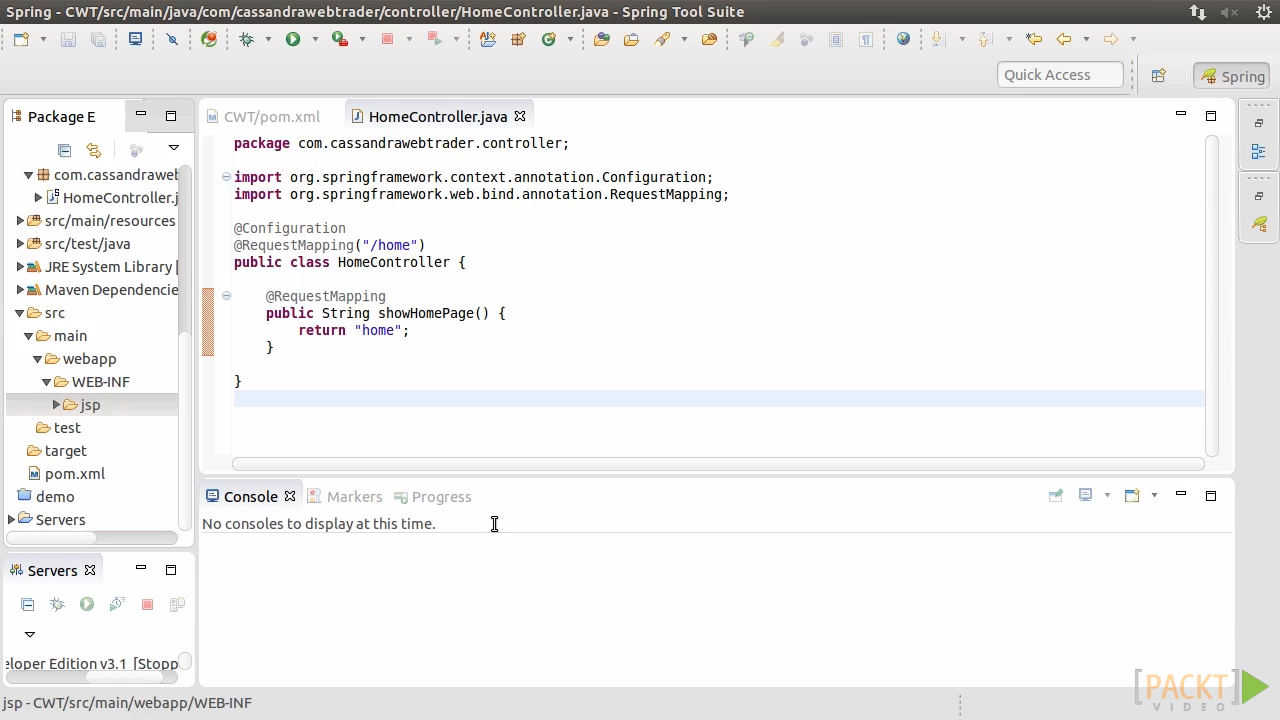 Spring - CWT/src/main/java/com/cassandrawebtrader/controller/HomeController.java - Spring Tool Suite
Quick Access
Spring
Package E
CWT/pom.xml
HomeController.java
com.cassandraweb
HomeController.j
src/main/resources
src/test/java
JRE System Library [
Maven Dependencie
src
main
webapp
WEB-INF
jsp
test
target
pom.xml
demo
Servers
package com.cassandrawebtrader.controller;
import org.springframework.context.annotation.Configuration;
import org.springframework.web.bind.annotation.RequestMapping;
@Configuration
@RequestMapping("/home")
public class HomeController {
@RequestMapping
public String showHomePage() {
return "home";
}
}
Console
Markers
Progress
No consoles to display at this time.
Servers
eloper Edition v3.1 [Stopp
jsp - CWT/src/main/webapp/WEB-INF
[PACKT]
VIDEO